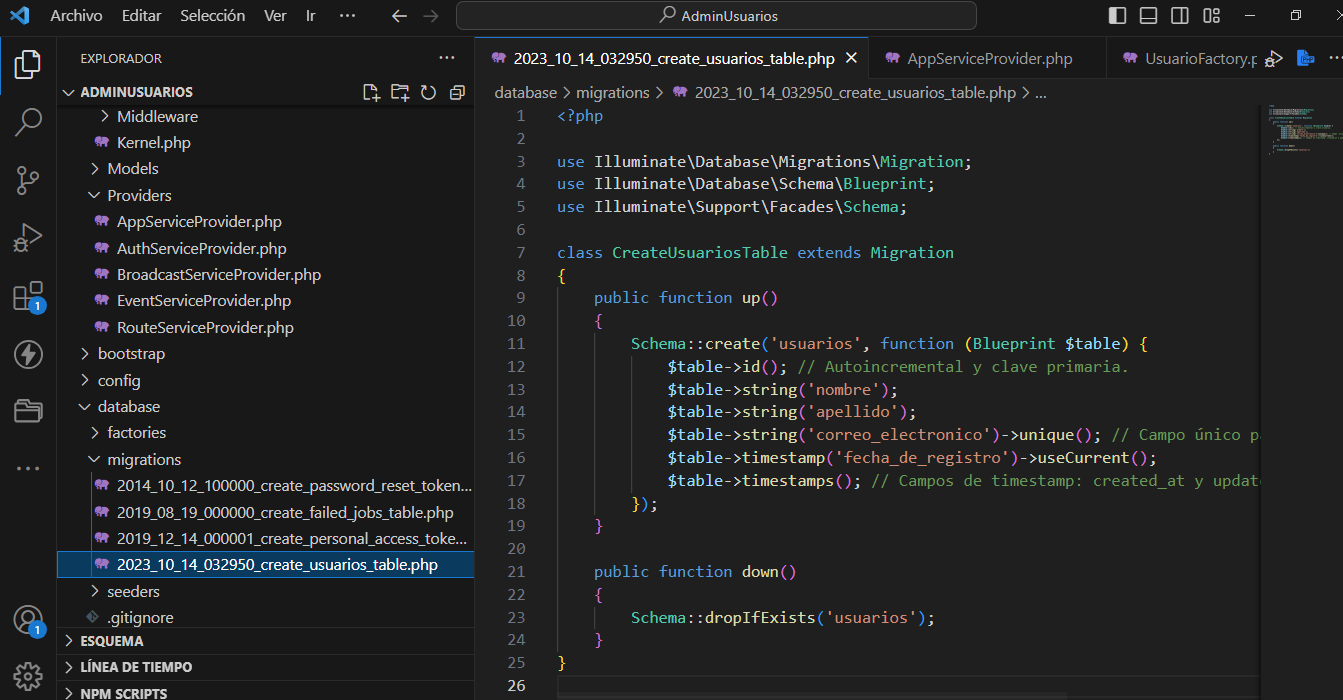 Archivo Editar Selección Ver Ir ··· AdminUsuarios
EXPLORADOR ···
ADMINUSUARIOS
Middleware
Kernel.php
Models
Providers
AppServiceProvider.php
AuthServiceProvider.php
BroadcastServiceProvider.php
EventServiceProvider.php
RouteServiceProvider.php
bootstrap
config
database
factories
migrations
2014_10_12_100000_create_password_reset_token...
2019_08_19_000000_create_failed_jobs_table.php
2019_12_14_000001_create_personal_access_toke...
2023_10_14_032950_create_usuarios_table.php
seeders
.gitignore
ESQUEMA
LÍNEA DE TIEMPO
NPM SCRIPTS
1
1
2023_10_14_032950_create_usuarios_table.php AppServiceProvider.php UsuarioFactory.p
database > migrations > 2023_10_14_032950_create_usuarios_table.php > ...
1 <?php
2
3 use Illuminate\Database\Migrations\Migration;
4 use Illuminate\Database\Schema\Blueprint;
5 use Illuminate\Support\Facades\Schema;
6
7 class CreateUsuariosTable extends Migration
8 {
9 public function up()
10 {
11 Schema::create('usuarios', function (Blueprint $table) {
12 $table->id(); // Autoincremental y clave primaria.
13 $table->string('nombre');
14 $table->string('apellido');
15 $table->string('correo_electronico')->unique(); // Campo único p
16 $table->timestamp('fecha_de_registro')->useCurrent();
17 $table->timestamps(); // Campos de timestamp: created_at y updat
18 });
19 }
20
21 public function down()
22 {
23 Schema::dropIfExists('usuarios');
24 }
25 }
26